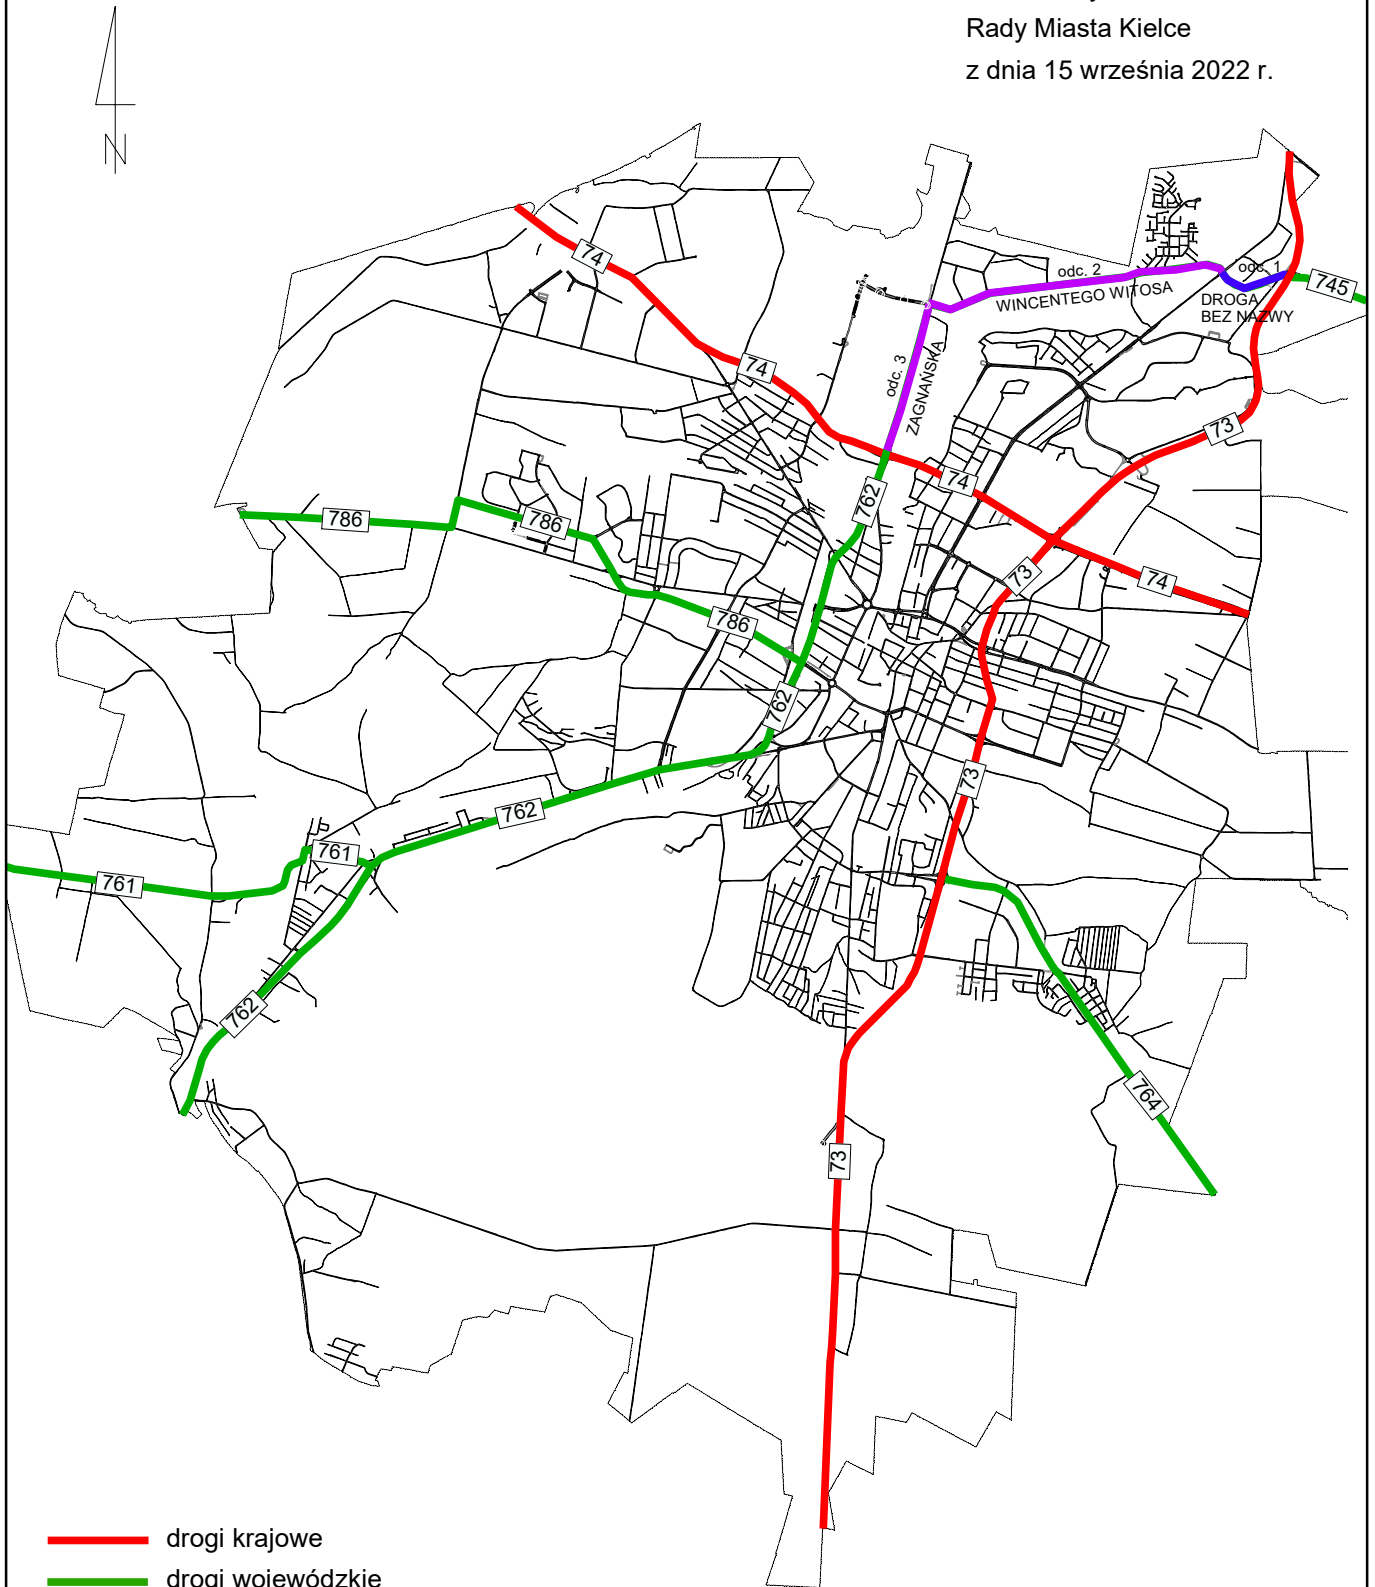 Rady Miasta Kielce
z dnia 15 września 2022 r.
N
74
odc. 2
odc. 1
WINCENTEGO WITOSA
745
DROGA
BEZ NAZWY
74
odc. 3
ZAGNAŃSKA
73
74
762
786
786
73
74
786
762
73
762
761
761
762
764
73
drogi krajowe
drogi wojewódzkie